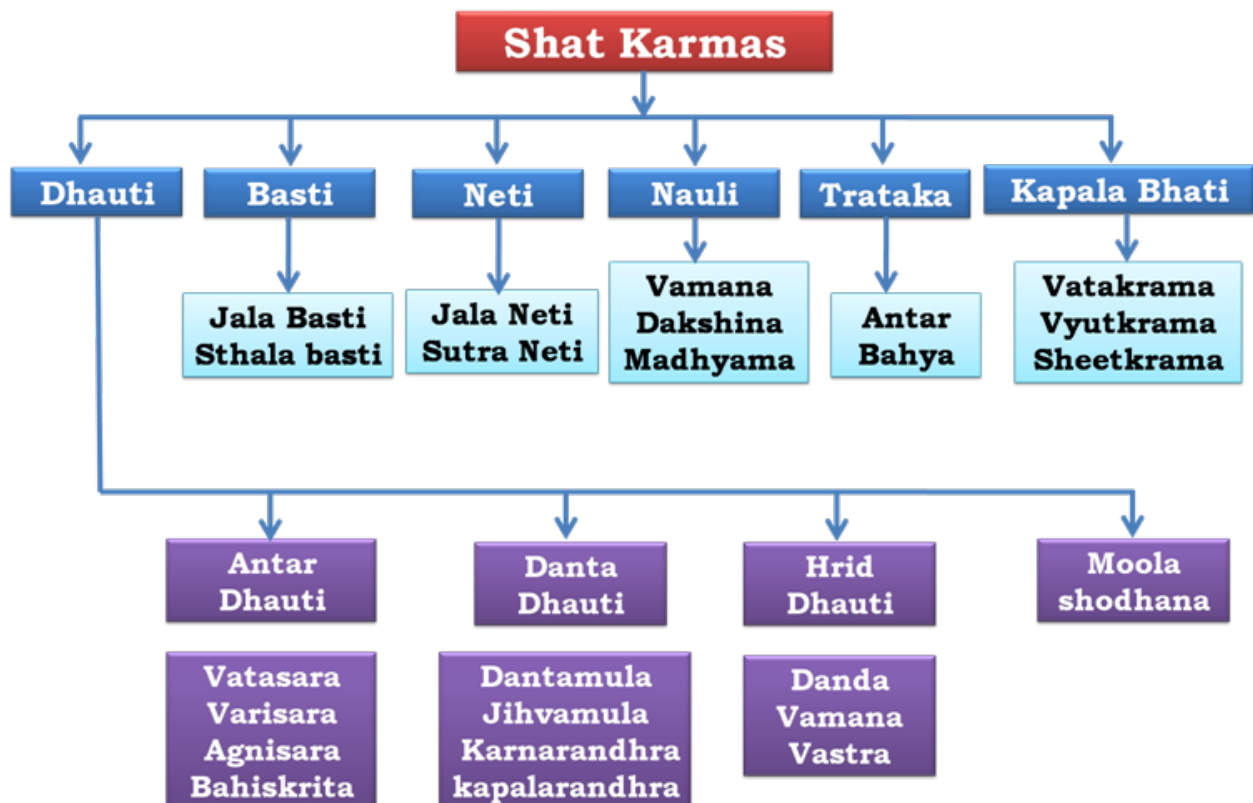 Shat Karmas
Dhauti
Basti
Neti
Nauli
Trataka
Kapala Bhati
Jala Basti
Sthala basti
Jala Neti
Sutra Neti
Vamana
Dakshina
Madhyama
Antar
Bahya
Vatakrama
Vyutkrama
Sheetkrama
Antar
Dhauti
Danta
Dhauti
Hrid
Dhauti
Moola
shodhana
Vatasara
Varisara
Agnisara
Bahiskrita
Dantamula
Jihvamula
Karnarandhra
kapalarandhra
Danda
Vamana
Vastra